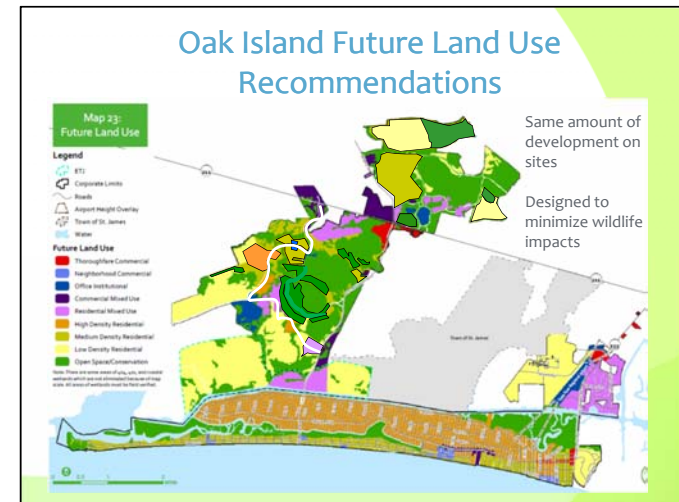 Oak Island Future Land Use
Recommendations
Map 23:
Future Land Use
Legend
ETJ
Corporate Limits
Roads
Airport Height Overlay
Town of St. James
Water
Future Land Use
Thoroughfare Commercial
Neighborhood Commercial
Office Institutional
Commercial Mixed Use
Residential Mixed Use
High Density Residential
Medium Density Residential
Low Density Residential
Open Space/Conservation
Same amount of
development on
sites
Designed to
minimize wildlife
impacts
Town of St. James